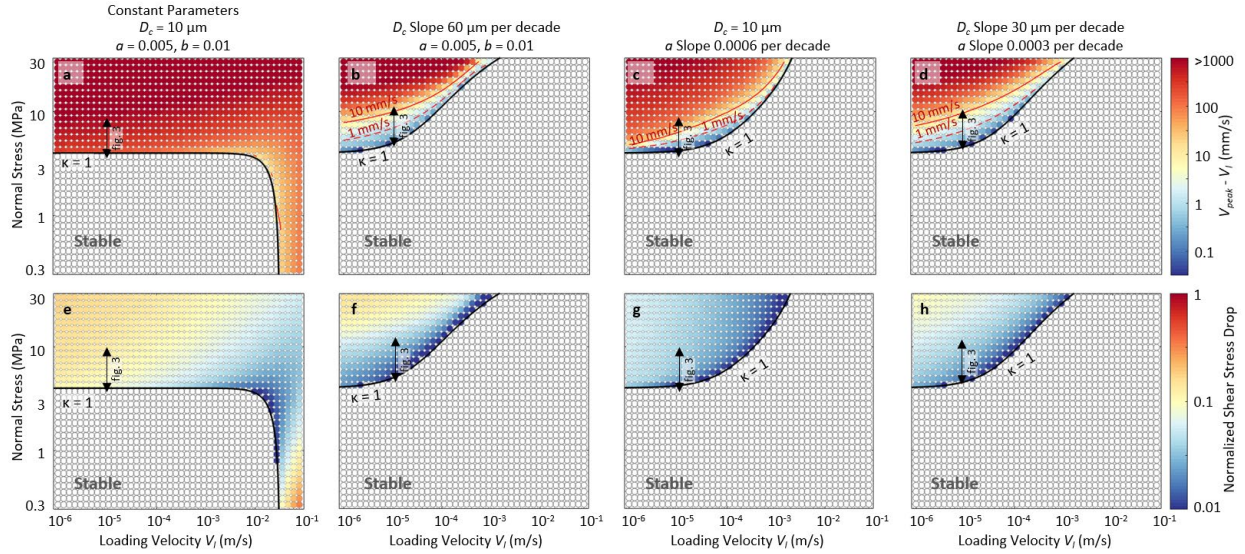 Constant Parameters
D_c = 10 µm
a = 0.005, b = 0.01
D_c Slope 60 µm per decade
a = 0.005, b = 0.01
D_c = 10 µm
a Slope 0.0006 per decade
D_c Slope 30 µm per decade
a Slope 0.0003 per decade
Normal Stress (MPa)
30
10
3
1
0.3
a
fig. 3
κ = 1
Stable
b
10 mm/s
1 mm/s
fig. 3
κ = 1
c
10 mm/s
1 mm/s
fig. 3
κ = 1
d
10 mm/s
1 mm/s
fig. 3
κ = 1
>1000
100
10
1
0.1
V_peak - V_l (mm/s)
Normal Stress (MPa)
30
10
3
1
0.3
e
fig. 3
κ = 1
Stable
f
fig. 3
κ = 1
g
fig. 3
κ = 1
h
fig. 3
κ = 1
1
0.1
0.01
Normalized Shear Stress Drop
10⁻⁶ 10⁻⁵ 10⁻⁴ 10⁻³ 10⁻² 10⁻¹
10⁻⁶ 10⁻⁵ 10⁻⁴ 10⁻³ 10⁻² 10⁻¹
10⁻⁶ 10⁻⁵ 10⁻⁴ 10⁻³ 10⁻² 10⁻¹
10⁻⁶ 10⁻⁵ 10⁻⁴ 10⁻³ 10⁻² 10⁻¹
Loading Velocity V_l (m/s)
Loading Velocity V_l (m/s)
Loading Velocity V_l (m/s)
Loading Velocity V_l (m/s)